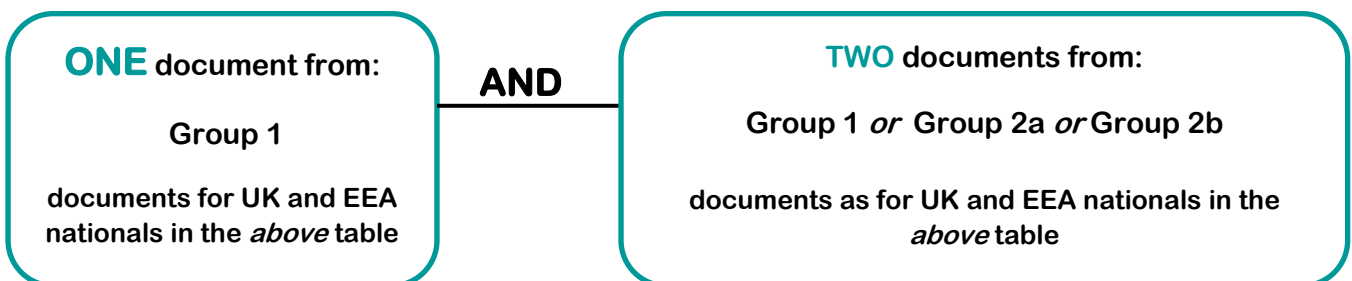 ONE document from:
Group 1
documents for UK and EEA
nationals in the above table
AND
TWO documents from:
Group 1 or Group 2a or Group 2b
documents as for UK and EEA nationals in the
above table